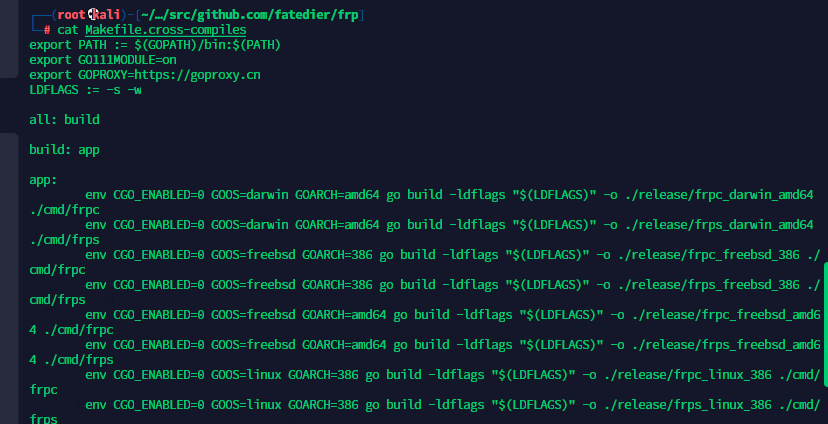 (root💀kali)-[~/…/src/github.com/fatedier/frp]
# cat Makefile.cross-compiles
export PATH := $(GOPATH)/bin:$(PATH)
export GO111MODULE=on
export GOPROXY=https://goproxy.cn
LDFLAGS := -s -w
all: build
build: app
app:
env CGO_ENABLED=0 GOOS=darwin GOARCH=amd64 go build -ldflags "$(LDFLAGS)" -o ./release/frpc_darwin_amd64
./cmd/frpc
env CGO_ENABLED=0 GOOS=darwin GOARCH=amd64 go build -ldflags "$(LDFLAGS)" -o ./release/frps_darwin_amd64
./cmd/frps
env CGO_ENABLED=0 GOOS=freebsd GOARCH=386 go build -ldflags "$(LDFLAGS)" -o ./release/frpc_freebsd_386 ./
cmd/frpc
env CGO_ENABLED=0 GOOS=freebsd GOARCH=386 go build -ldflags "$(LDFLAGS)" -o ./release/frps_freebsd_386 ./
cmd/frps
env CGO_ENABLED=0 GOOS=freebsd GOARCH=amd64 go build -ldflags "$(LDFLAGS)" -o ./release/frpc_freebsd_amd6
4 ./cmd/frpc
env CGO_ENABLED=0 GOOS=freebsd GOARCH=amd64 go build -ldflags "$(LDFLAGS)" -o ./release/frps_freebsd_amd6
4 ./cmd/frps
env CGO_ENABLED=0 GOOS=linux GOARCH=386 go build -ldflags "$(LDFLAGS)" -o ./release/frpc_linux_386 ./cmd/
frpc
env CGO_ENABLED=0 GOOS=linux GOARCH=386 go build -ldflags "$(LDFLAGS)" -o ./release/frps_linux_386 ./cmd/
frps